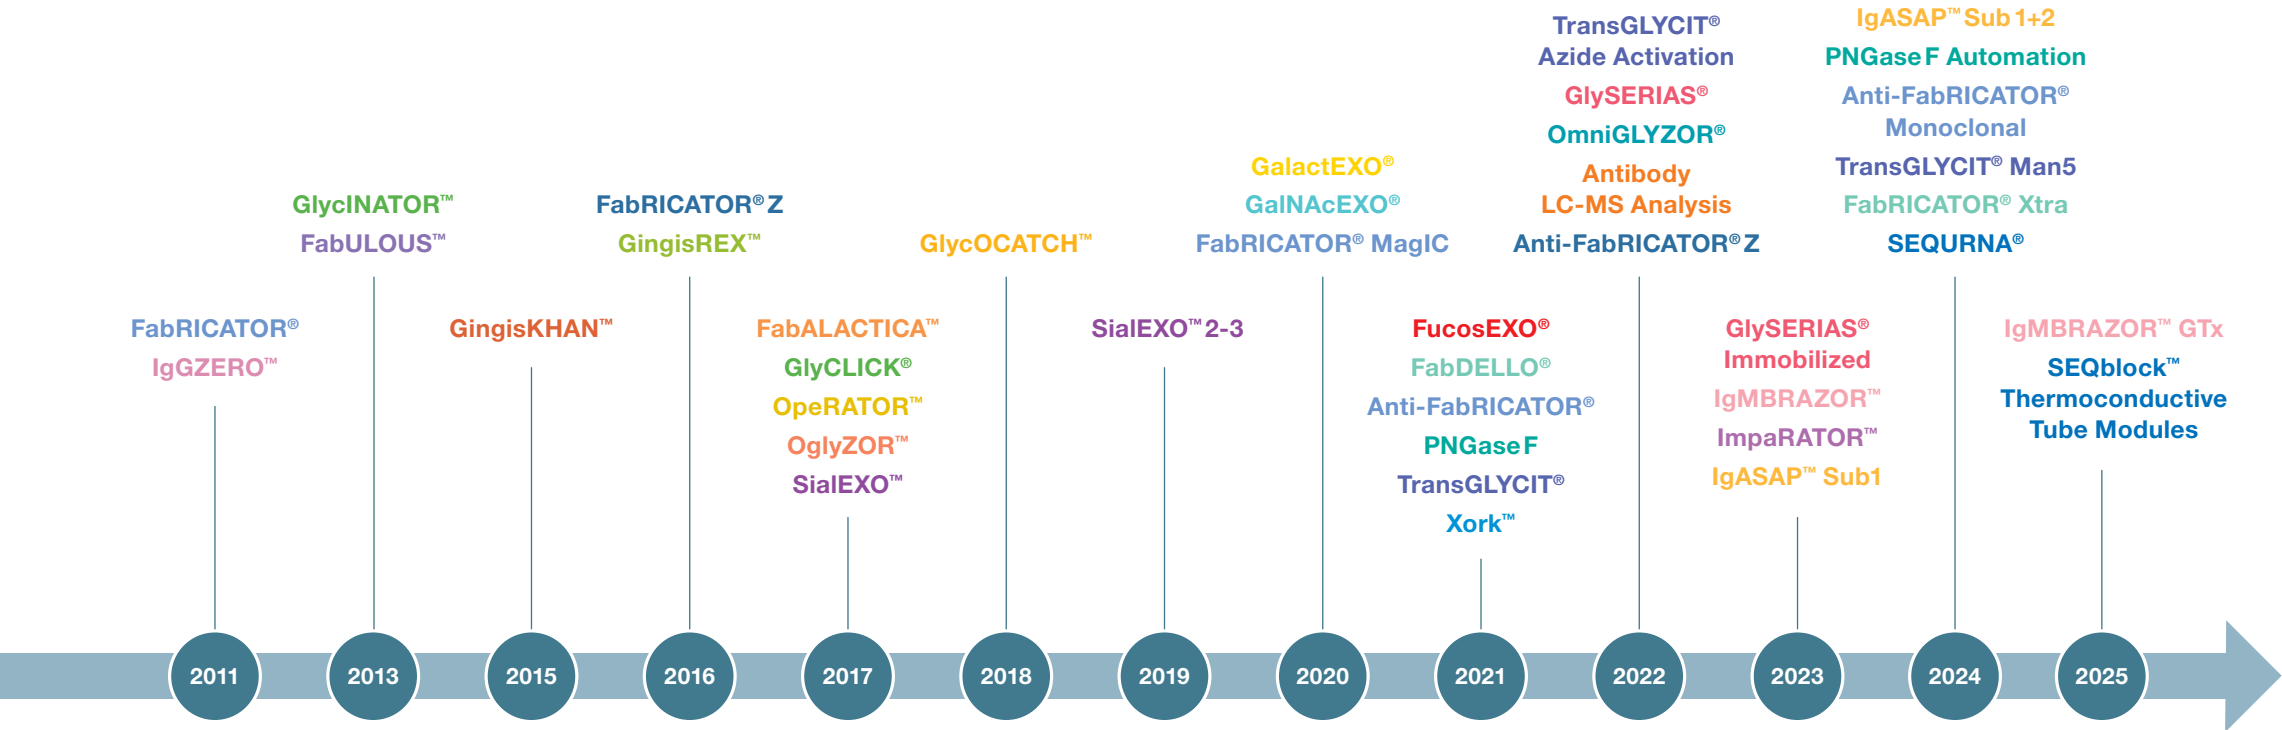 FabRICATOR®
IgGZERO™
2011
GlycINATOR™
FabULOUS™
2013
GingisKHAN™
2015
FabRICATOR® Z
GingisREX™
2016
FabALACTICA™
GlyCLICK®
OpeRATOR™
OglyZOR™
SialEXO™
2017
GlycOCATCH™
2018
SialEXO™ 2-3
2019
GalactEXO®
GalNAcEXO®
FabRICATOR® MagIC
2020
FucosEXO®
FabDELLO®
Anti-FabRICATOR®
PNGase F
TransGLYCIT®
Xork™
2021
TransGLYCIT®
Azide Activation
GlySERIAS®
OmniGLYZOR®
Antibody
LC-MS Analysis
Anti-FabRICATOR® Z
2022
GlySERIAS®
Immobilized
IgMBRAZOR™
ImpaRATOR™
IgASAP™ Sub1
2023
IgASAP™ Sub 1+2
PNGase F Automation
Anti-FabRICATOR®
Monoclonal
TransGLYCIT® Man5
FabRICATOR® Xtra
SEQURNA®
2024
IgMBRAZOR™ GTx
SEQblock™
Thermoconductive
Tube Modules
2025